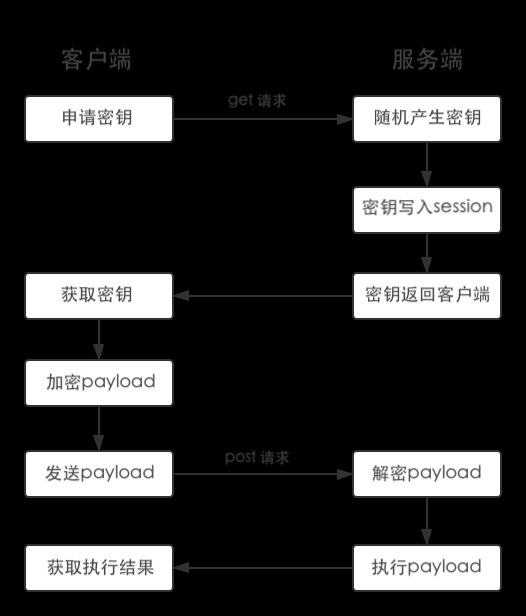 客户端
服务端
申请密钥
get 请求
随机产生密钥
密钥写入session
获取密钥
密钥返回客户端
加密payload
发送payload
post 请求
解密payload
获取执行结果
执行payload